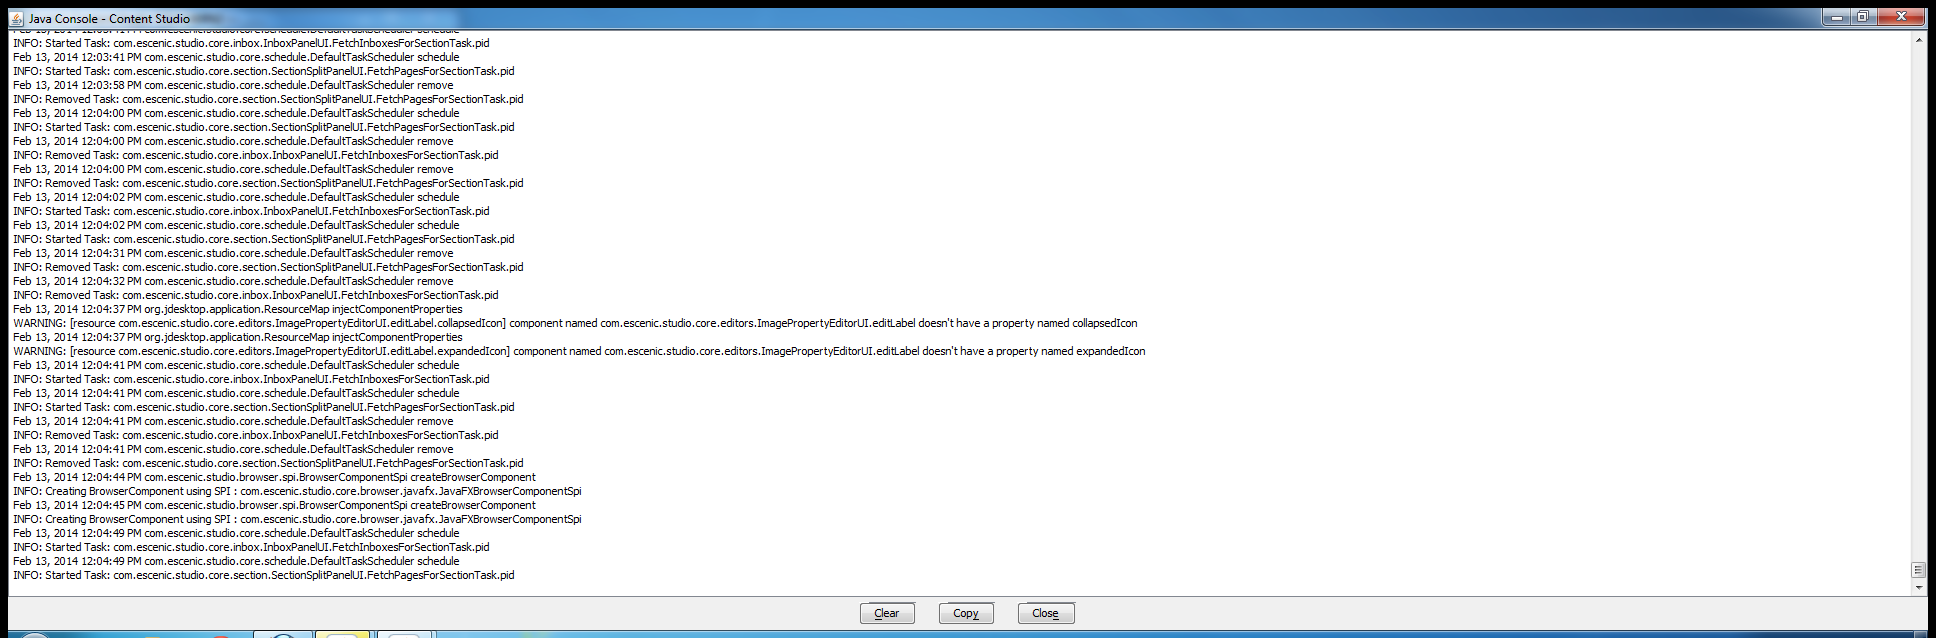 Java Console - Content Studio
Feb 13, 2014 12:03:41 PM com.escenic.studio.core.schedule.DefaultTaskScheduler schedule
INFO: Started Task: com.escenic.studio.core.inbox.InboxPanelUI.FetchInboxesForSectionTask.pid
Feb 13, 2014 12:03:41 PM com.escenic.studio.core.schedule.DefaultTaskScheduler schedule
INFO: Started Task: com.escenic.studio.core.section.SectionSplitPanelUI.FetchPagesForSectionTask.pid
Feb 13, 2014 12:03:58 PM com.escenic.studio.core.schedule.DefaultTaskScheduler remove
INFO: Removed Task: com.escenic.studio.core.section.SectionSplitPanelUI.FetchPagesForSectionTask.pid
Feb 13, 2014 12:04:00 PM com.escenic.studio.core.schedule.DefaultTaskScheduler schedule
INFO: Started Task: com.escenic.studio.core.section.SectionSplitPanelUI.FetchPagesForSectionTask.pid
Feb 13, 2014 12:04:00 PM com.escenic.studio.core.schedule.DefaultTaskScheduler remove
INFO: Removed Task: com.escenic.studio.core.inbox.InboxPanelUI.FetchInboxesForSectionTask.pid
Feb 13, 2014 12:04:00 PM com.escenic.studio.core.schedule.DefaultTaskScheduler remove
INFO: Removed Task: com.escenic.studio.core.section.SectionSplitPanelUI.FetchPagesForSectionTask.pid
Feb 13, 2014 12:04:02 PM com.escenic.studio.core.schedule.DefaultTaskScheduler schedule
INFO: Started Task: com.escenic.studio.core.inbox.InboxPanelUI.FetchInboxesForSectionTask.pid
Feb 13, 2014 12:04:02 PM com.escenic.studio.core.schedule.DefaultTaskScheduler schedule
INFO: Started Task: com.escenic.studio.core.section.SectionSplitPanelUI.FetchPagesForSectionTask.pid
Feb 13, 2014 12:04:31 PM com.escenic.studio.core.schedule.DefaultTaskScheduler remove
INFO: Removed Task: com.escenic.studio.core.section.SectionSplitPanelUI.FetchPagesForSectionTask.pid
Feb 13, 2014 12:04:32 PM com.escenic.studio.core.schedule.DefaultTaskScheduler remove
INFO: Removed Task: com.escenic.studio.core.inbox.InboxPanelUI.FetchInboxesForSectionTask.pid
Feb 13, 2014 12:04:37 PM org.jdesktop.application.ResourceMap injectComponentProperties
WARNING: [resource com.escenic.studio.core.editors.ImagePropertyEditorUI.editLabel.collapsedIcon] component named com.escenic.studio.core.editors.ImagePropertyEditorUI.editLabel doesn't have a property named collapsedIcon
Feb 13, 2014 12:04:37 PM org.jdesktop.application.ResourceMap injectComponentProperties
WARNING: [resource com.escenic.studio.core.editors.ImagePropertyEditorUI.editLabel.expandedIcon] component named com.escenic.studio.core.editors.ImagePropertyEditorUI.editLabel doesn't have a property named expandedIcon
Feb 13, 2014 12:04:41 PM com.escenic.studio.core.schedule.DefaultTaskScheduler schedule
INFO: Started Task: com.escenic.studio.core.inbox.InboxPanelUI.FetchInboxesForSectionTask.pid
Feb 13, 2014 12:04:41 PM com.escenic.studio.core.schedule.DefaultTaskScheduler schedule
INFO: Started Task: com.escenic.studio.core.section.SectionSplitPanelUI.FetchPagesForSectionTask.pid
Feb 13, 2014 12:04:41 PM com.escenic.studio.core.schedule.DefaultTaskScheduler remove
INFO: Removed Task: com.escenic.studio.core.inbox.InboxPanelUI.FetchInboxesForSectionTask.pid
Feb 13, 2014 12:04:41 PM com.escenic.studio.core.schedule.DefaultTaskScheduler remove
INFO: Removed Task: com.escenic.studio.core.section.SectionSplitPanelUI.FetchPagesForSectionTask.pid
Feb 13, 2014 12:04:44 PM com.escenic.studio.browser.spi.BrowserComponentSpi createBrowserComponent
INFO: Creating BrowserComponent using SPI : com.escenic.studio.core.browser.javafx.JavaFXBrowserComponentSpi
Feb 13, 2014 12:04:45 PM com.escenic.studio.browser.spi.BrowserComponentSpi createBrowserComponent
INFO: Creating BrowserComponent using SPI : com.escenic.studio.core.browser.javafx.JavaFXBrowserComponentSpi
Feb 13, 2014 12:04:49 PM com.escenic.studio.core.schedule.DefaultTaskScheduler schedule
INFO: Started Task: com.escenic.studio.core.inbox.InboxPanelUI.FetchInboxesForSectionTask.pid
Feb 13, 2014 12:04:49 PM com.escenic.studio.core.schedule.DefaultTaskScheduler schedule
INFO: Started Task: com.escenic.studio.core.section.SectionSplitPanelUI.FetchPagesForSectionTask.pid
Clear Copy Close